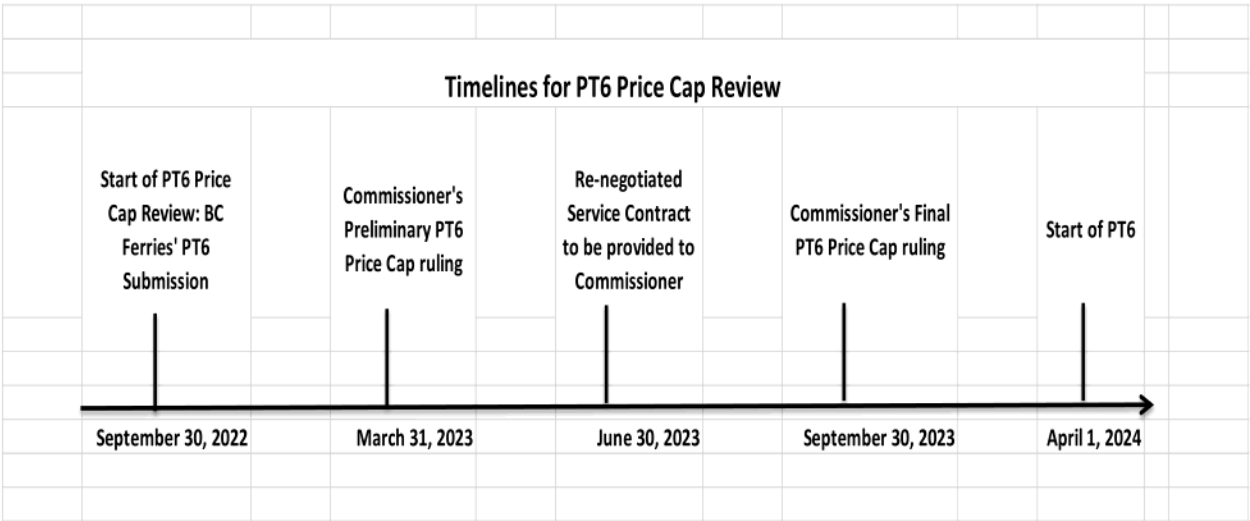 Timelines for PT6 Price Cap Review
Start of PT6 Price
Cap Review: BC
Ferries' PT6
Submission
Commissioner's
Preliminary PT6
Price Cap ruling
Re-negotiated
Service Contract
to be provided to
Commissioner
Commissioner's Final
PT6 Price Cap ruling
Start of PT6
September 30, 2022
March 31, 2023
June 30, 2023
September 30, 2023
April 1, 2024